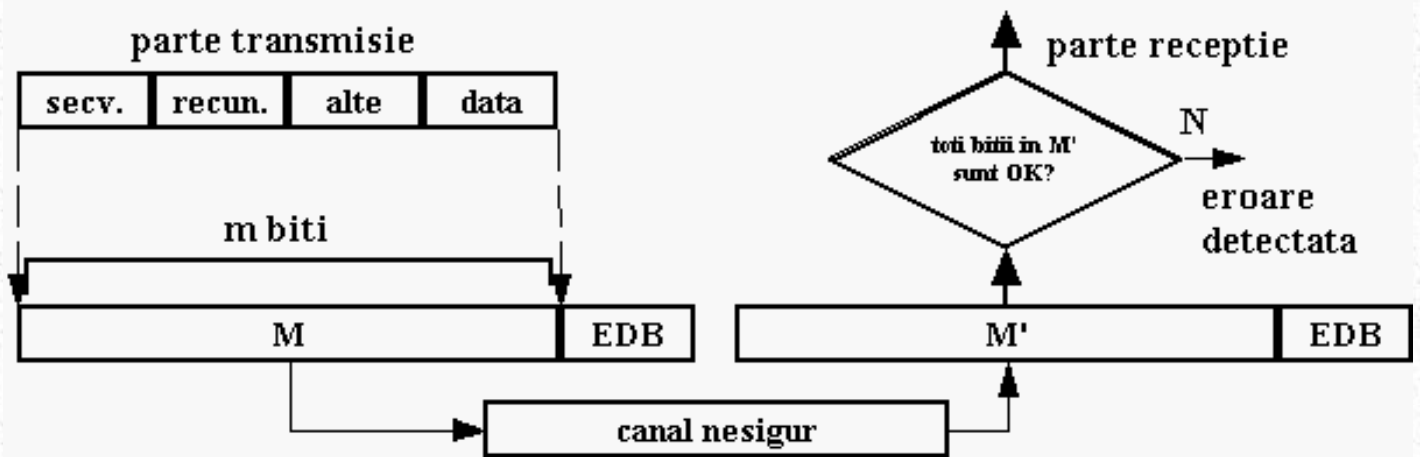 parte transmisie
secv. recun. alte data
m biti
M EDB
canal nesigur
parte receptie
toti bitii in M'
sunt OK?
N
eroare
detectata
M' EDB